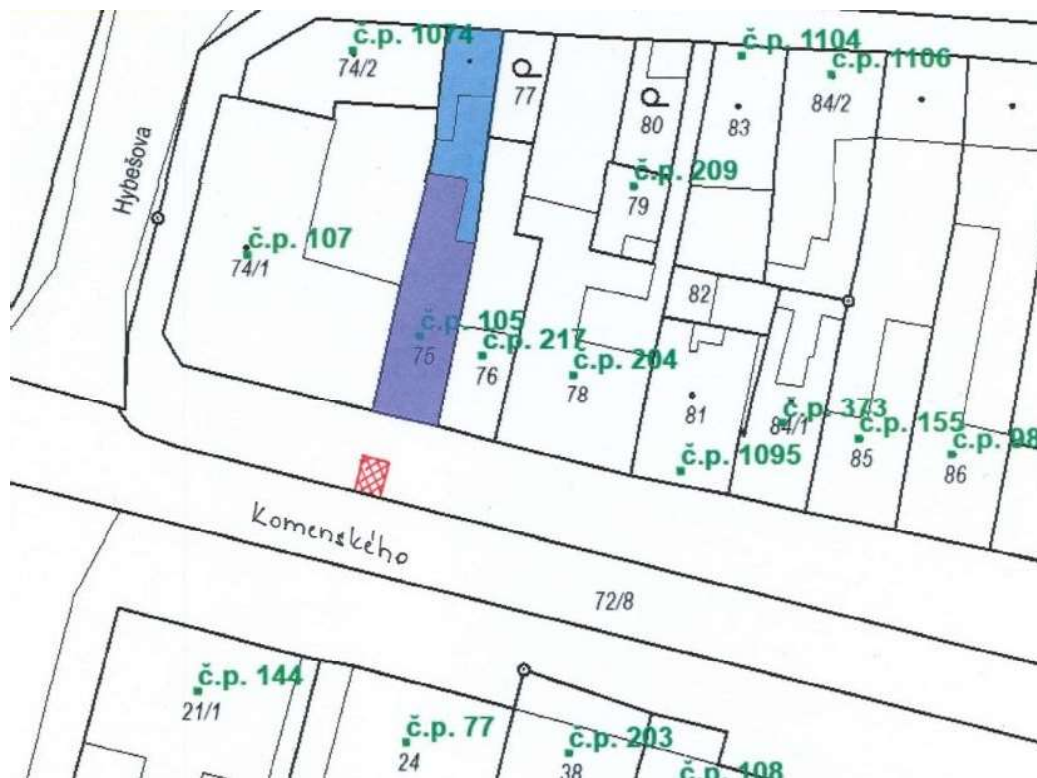 č.p. 1074
74/2
77
80
č.p. 1104
83
č.p. 1106
84/2
Hybešova
č.p. 209
79
č.p. 107
74/1
82
č.p. 105
75
č.p. 217
76
č.p. 204
78
81
č.p. 373
84/1
č.p. 155
85
č.p. 98
86
č.p. 1095
Komenského
72/8
č.p. 144
21/1
č.p. 77
24
č.p. 203
38
č.p. 108